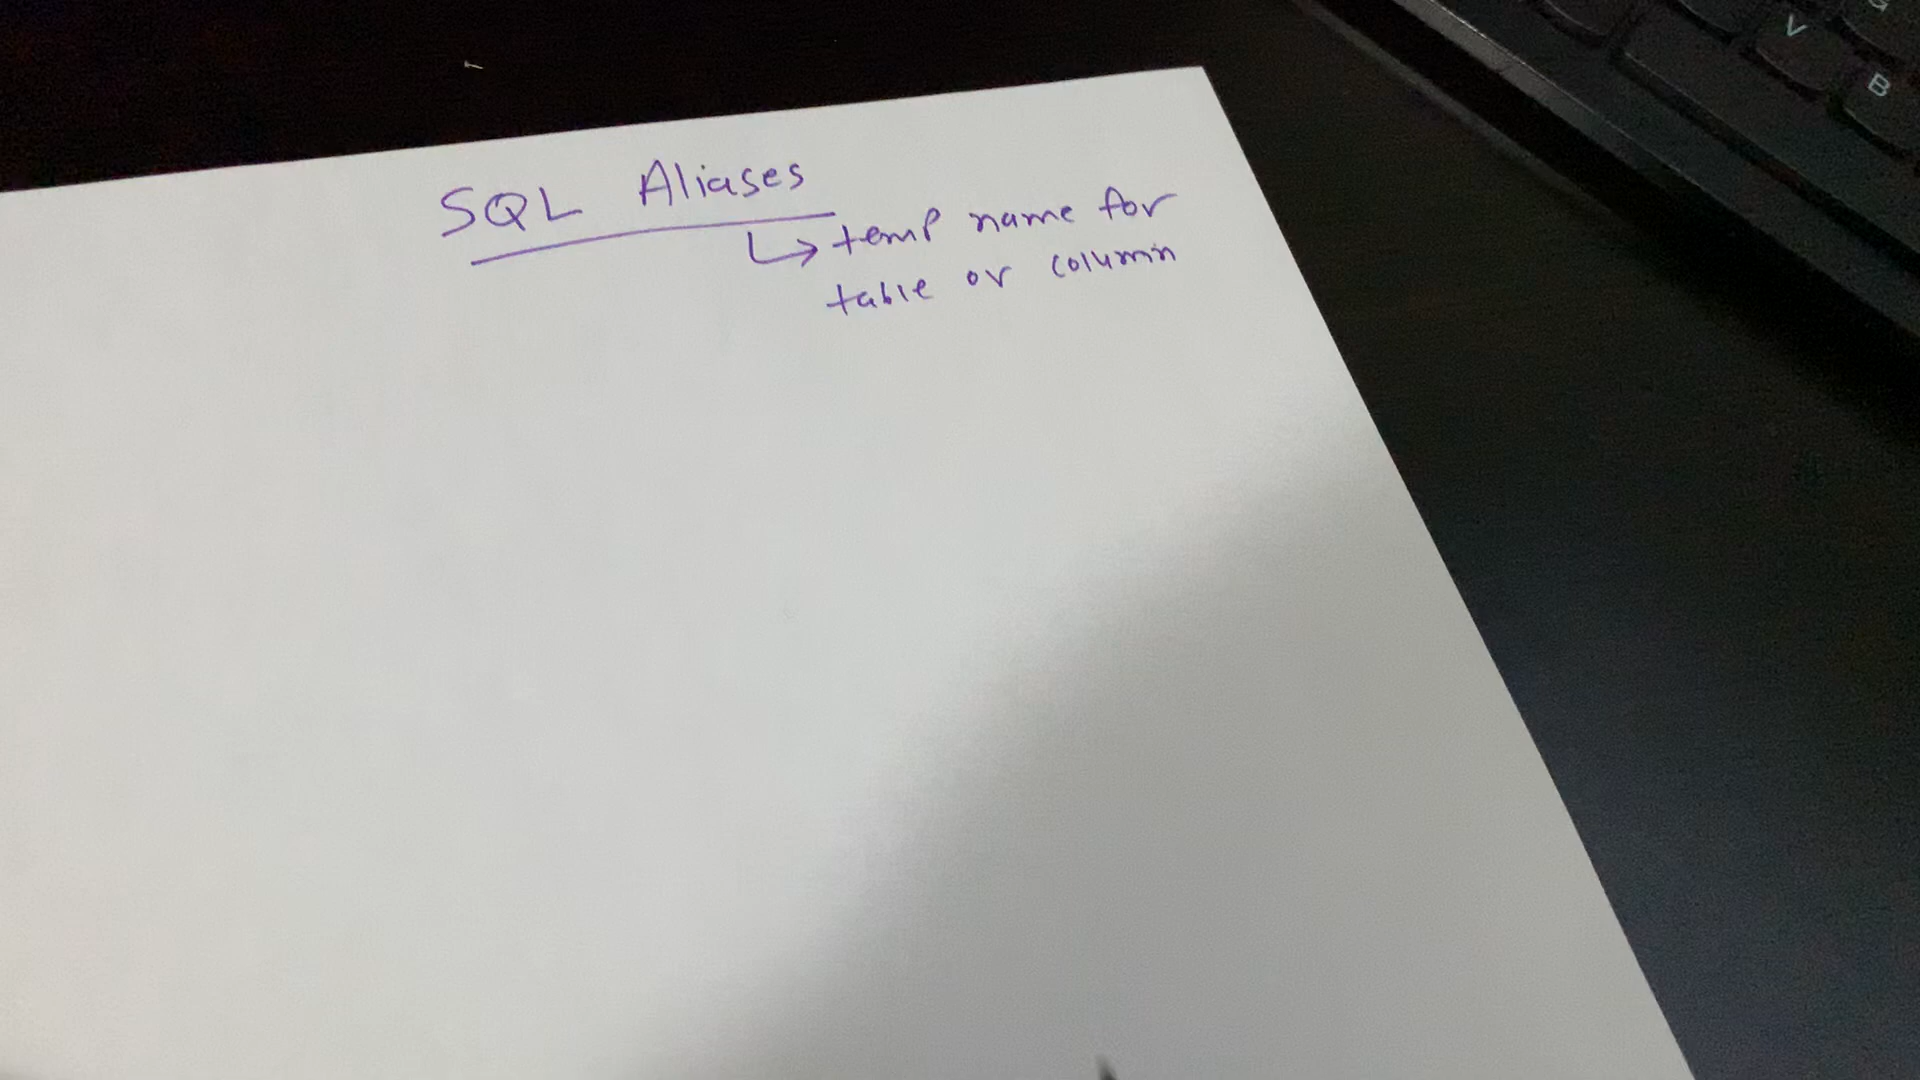 SQL Aliases
↳ temp name for
table or column
V
B